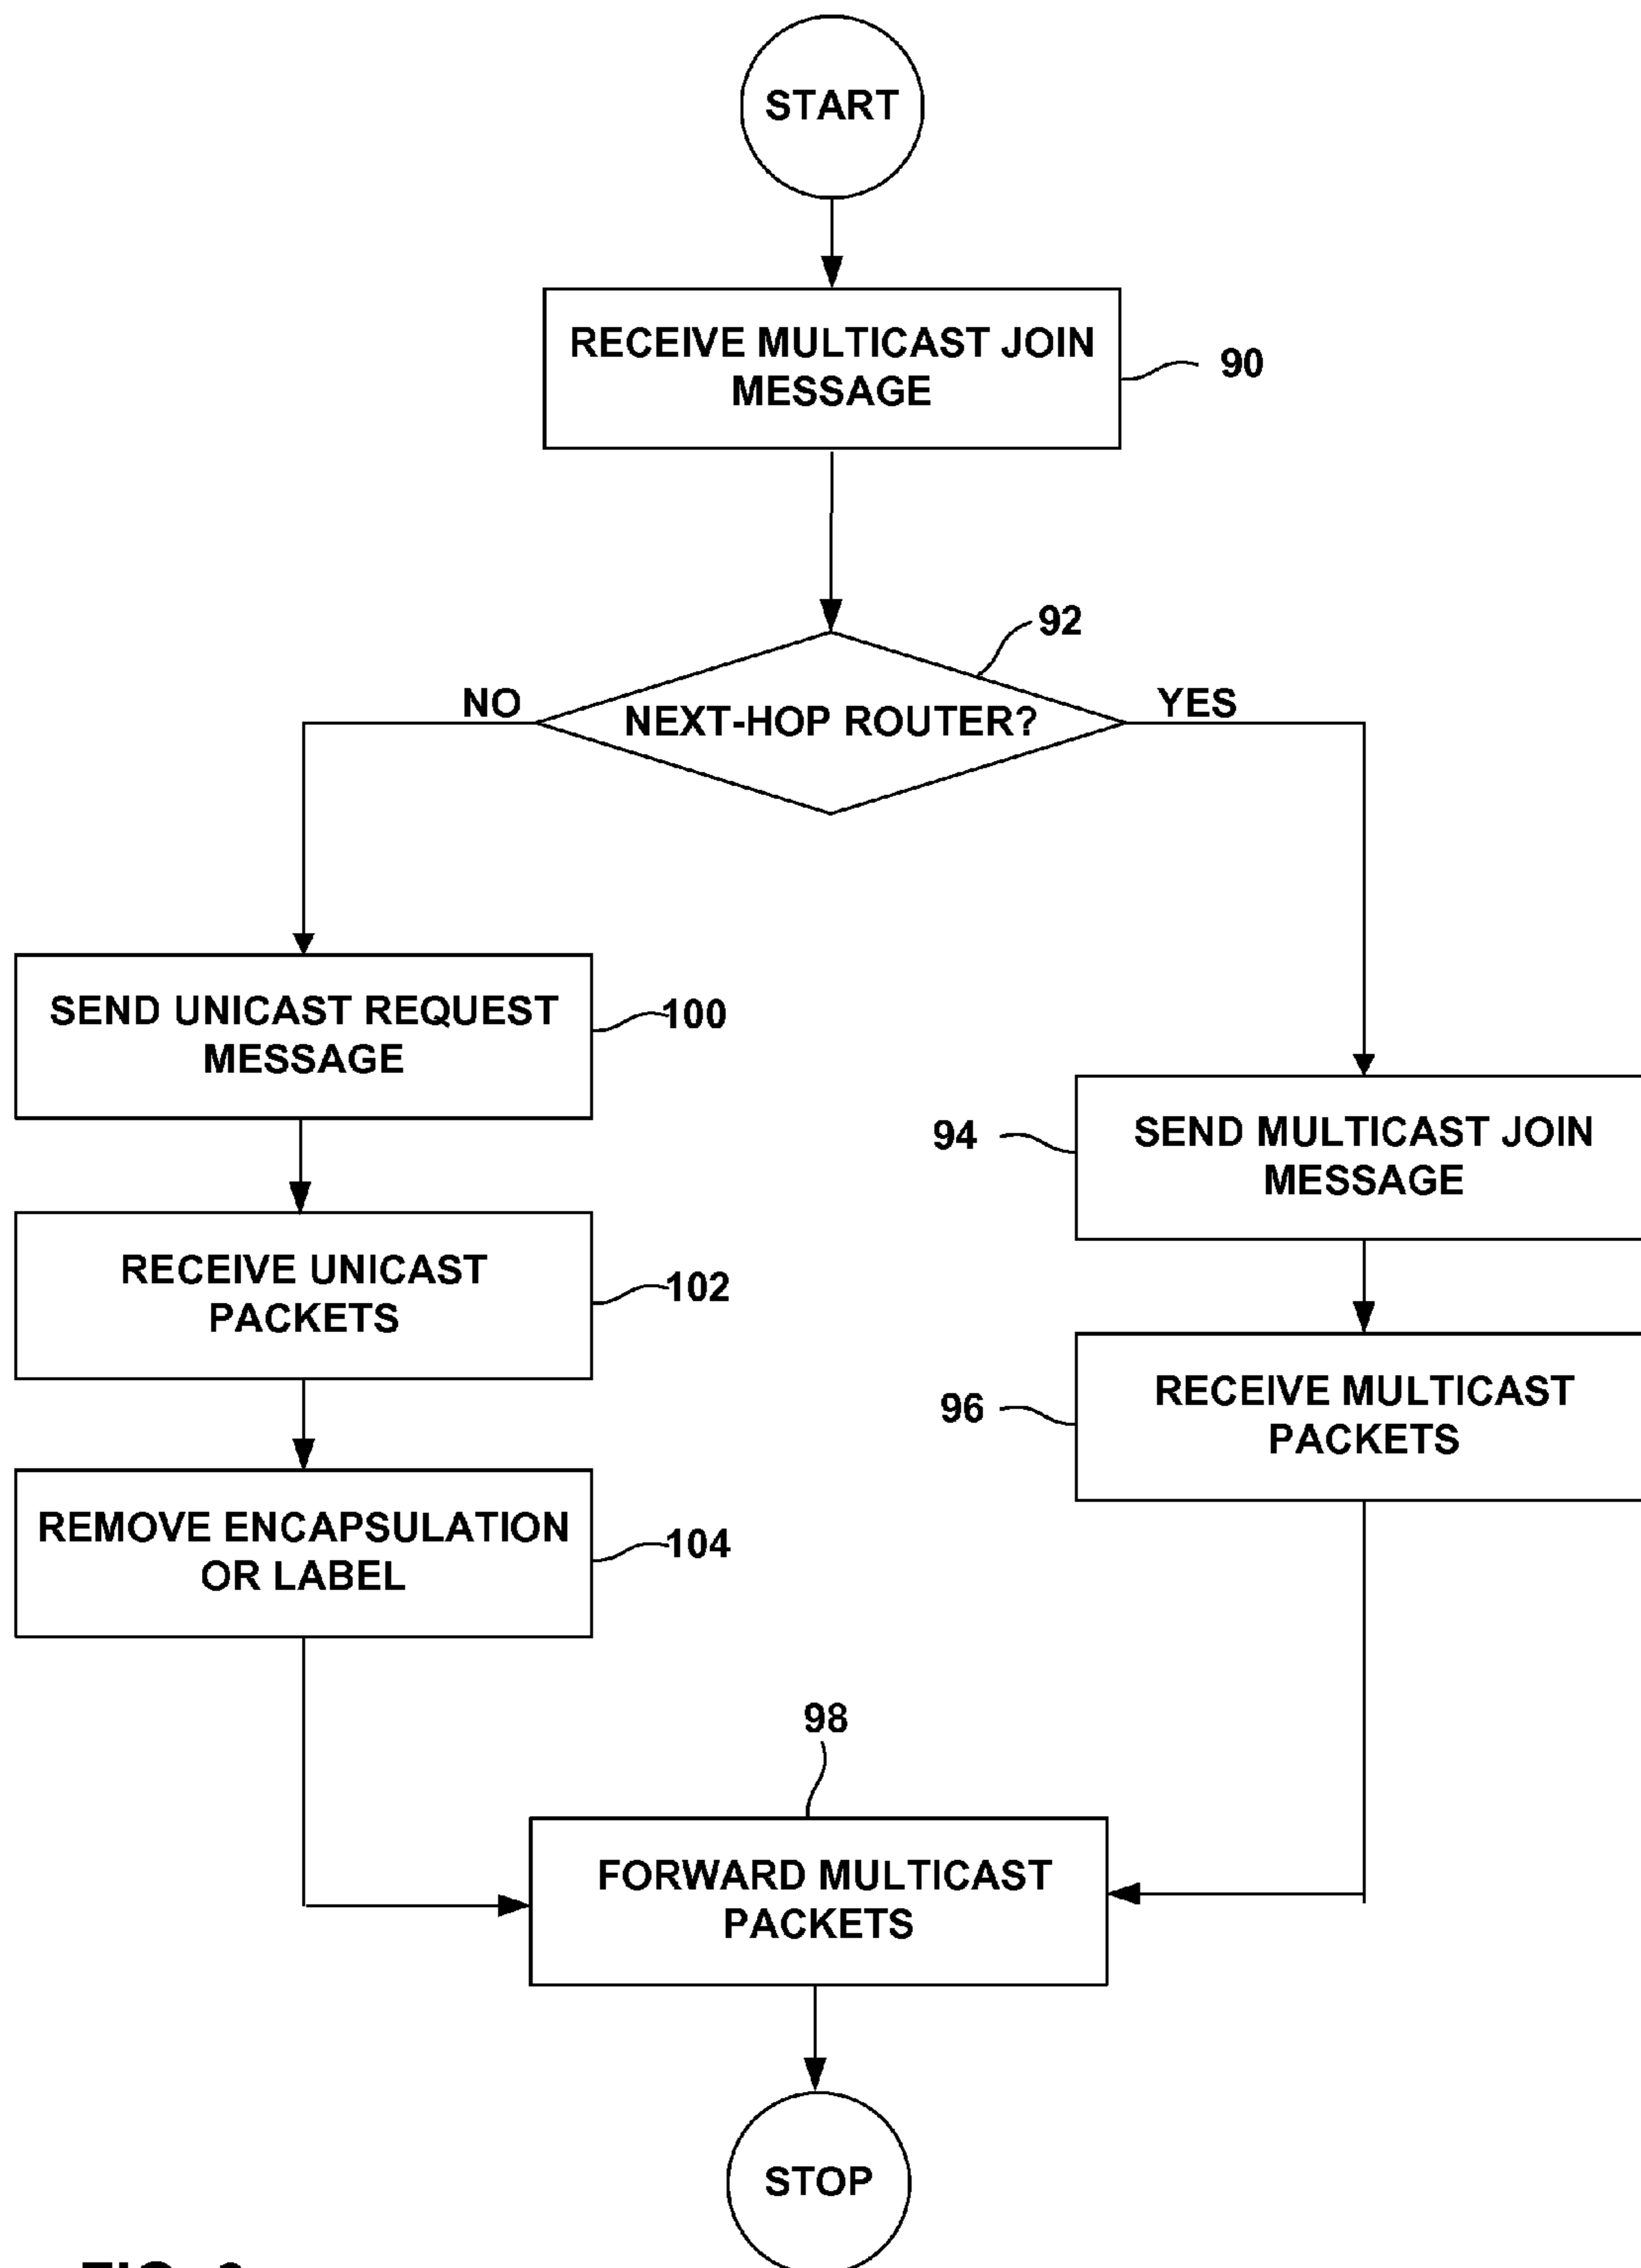 START
RECEIVE MULTICAST JOIN
MESSAGE
90
92
NO
NEXT-HOP ROUTER?
YES
SEND UNICAST REQUEST
MESSAGE
100
94
SEND MULTICAST JOIN
MESSAGE
RECEIVE UNICAST
PACKETS
102
96
RECEIVE MULTICAST
PACKETS
REMOVE ENCAPSULATION
OR LABEL
104
98
FORWARD MULTICAST
PACKETS
STOP